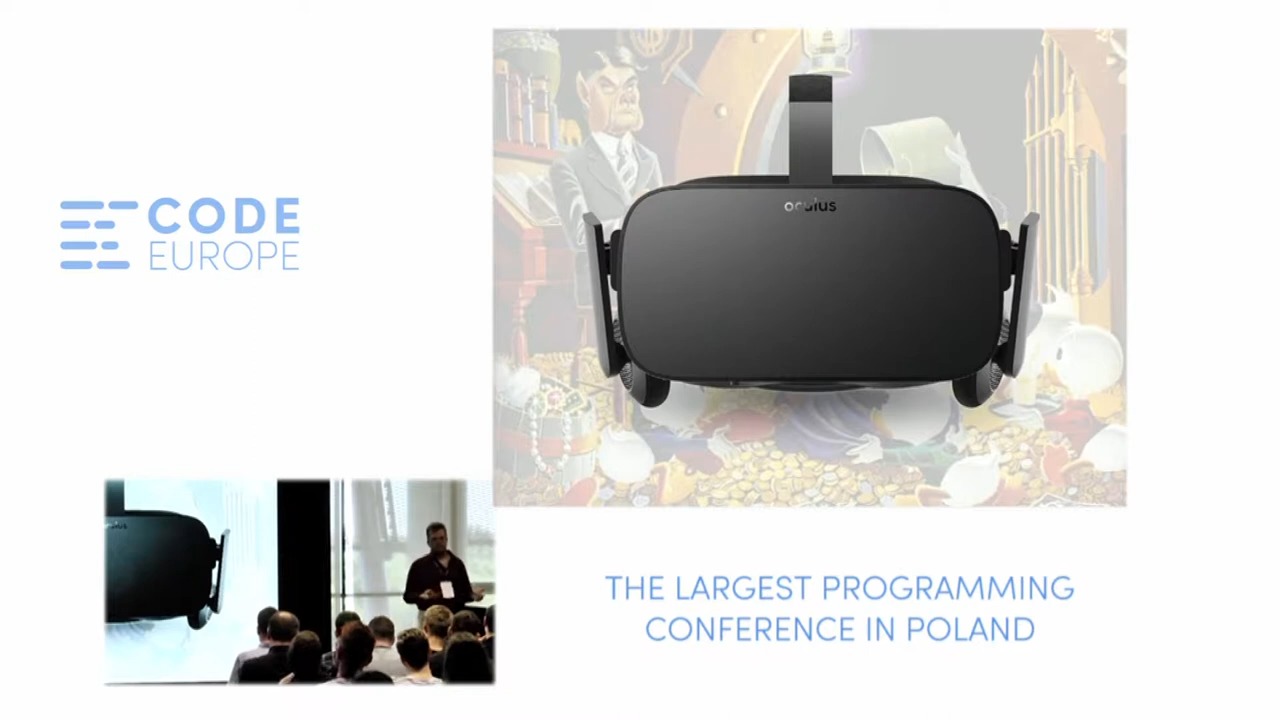 CODE
EUROPE
oculus
THE LARGEST PROGRAMMING
CONFERENCE IN POLAND